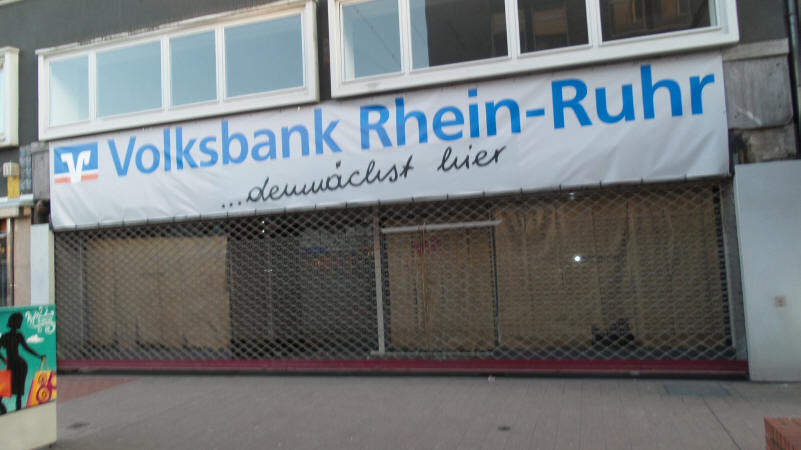 Volksbank Rhein-Ruhr
...demnächst hier